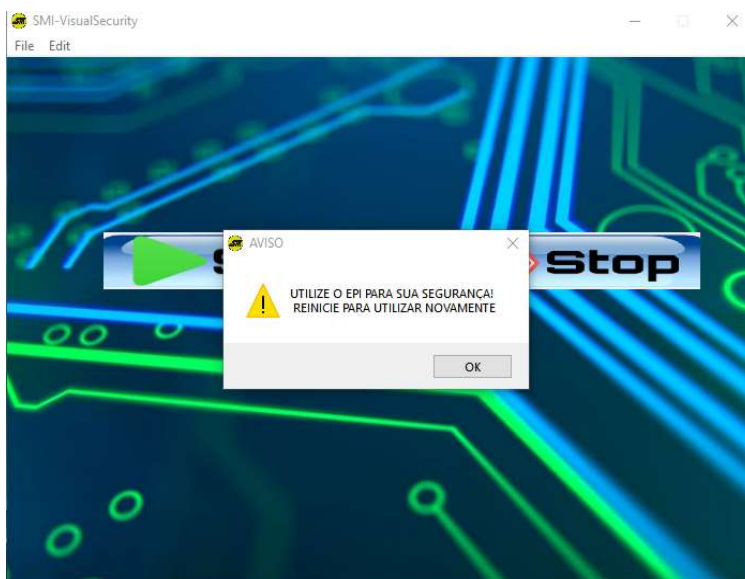 SMI-VisualSecurity
File Edit
AVISO
Stop
UTILIZE O EPI PARA SUA SEGURANÇA!
REINICIE PARA UTILIZAR NOVAMENTE
OK